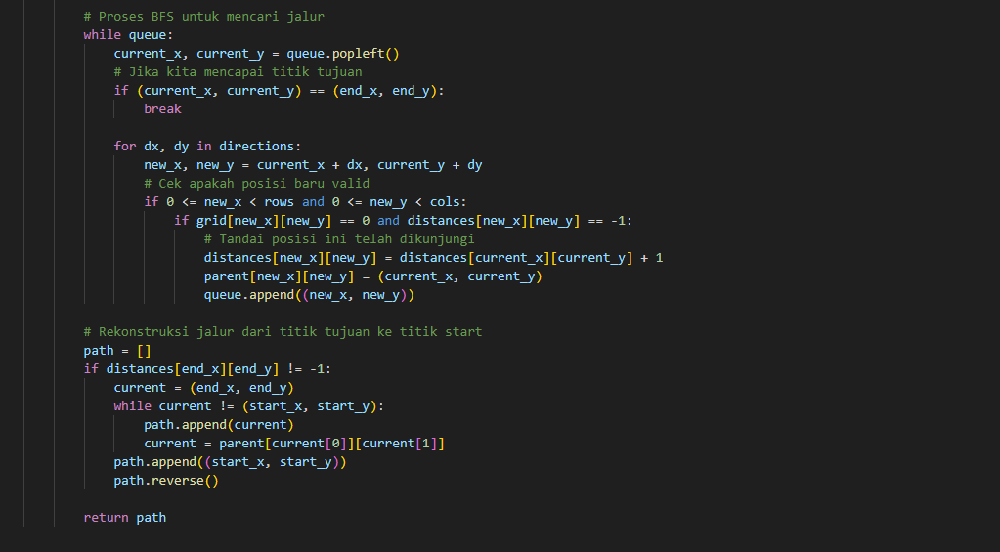 # Proses BFS untuk mencari jalur
while queue:
    current_x, current_y = queue.popleft()
    # Jika kita mencapai titik tujuan
    if (current_x, current_y) == (end_x, end_y):
        break

    for dx, dy in directions:
        new_x, new_y = current_x + dx, current_y + dy
        # Cek apakah posisi baru valid
        if 0 <= new_x < rows and 0 <= new_y < cols:
            if grid[new_x][new_y] == 0 and distances[new_x][new_y] == -1:
                # Tandai posisi ini telah dikunjungi
                distances[new_x][new_y] = distances[current_x][current_y] + 1
                parent[new_x][new_y] = (current_x, current_y)
                queue.append((new_x, new_y))

# Rekonstruksi jalur dari titik tujuan ke titik start
path = []
if distances[end_x][end_y] != -1:
    current = (end_x, end_y)
    while current != (start_x, start_y):
        path.append(current)
        current = parent[current[0]][current[1]]
    path.append((start_x, start_y))
    path.reverse()

return path